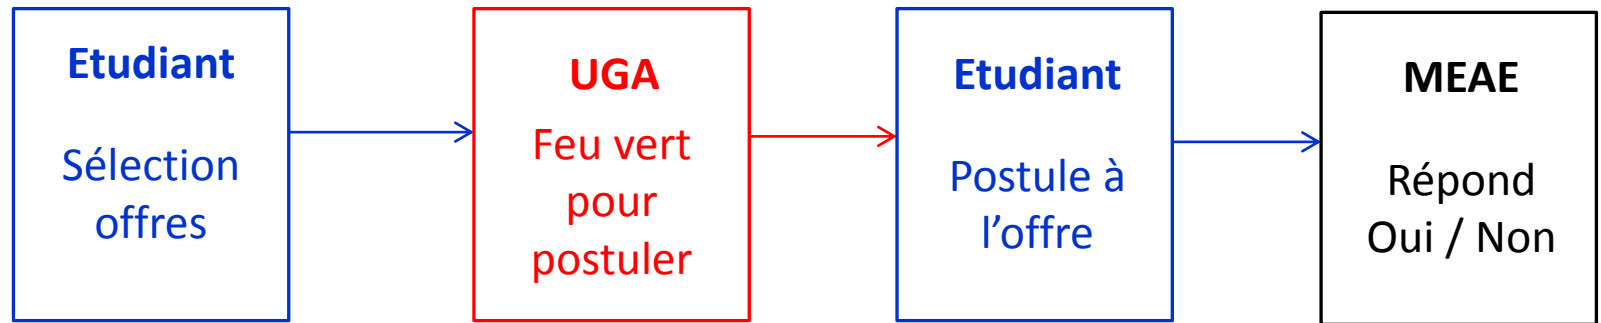 Etudiant
Sélection
offres
UGA
Feu vert
pour
postuler
Etudiant
Postule à
l’offre
MEAE
Répond
Oui / Non